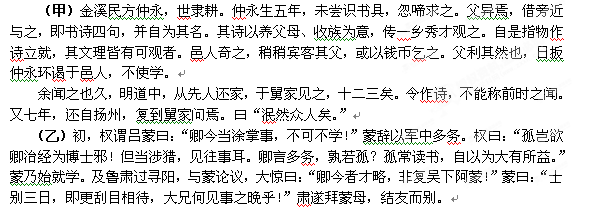 （甲）金溪民方仲永，世隶耕。仲永生五年，未尝识书具，忽啼求之。父异焉，借旁近
与之，即书诗四句，并自为其名。其诗以养父母、收族为意，传一乡秀才观之。自是指物作
诗立就，其文理皆有可观者。邑人奇之，稍稍宾客其父，或以钱币乞之。父利其然也，日扳
仲永环谒于邑人，不使学。
余闻之也久，明道中，从先人还家，于舅家见之，十二三矣。令作诗，不能称前时之闻。
又七年，还自扬州，复到舅家问焉。曰“泯然众人矣。”
（乙）初，权谓吕蒙曰：“卿今当涂掌事，不可不学！”蒙辞以军中多务。权曰：“孤岂欲
卿治经为博士邪！但当涉猎，见往事耳。卿言多务，孰若孤？孤常读书，自以为大有所益。”
蒙乃始就学。及鲁肃过寻阳，与蒙论议，大惊曰：“卿今者才略，非复吴下阿蒙！”蒙曰：“士
别三日，即更刮目相待，大兄何见事之晚乎！”肃遂拜蒙母，结友而别。